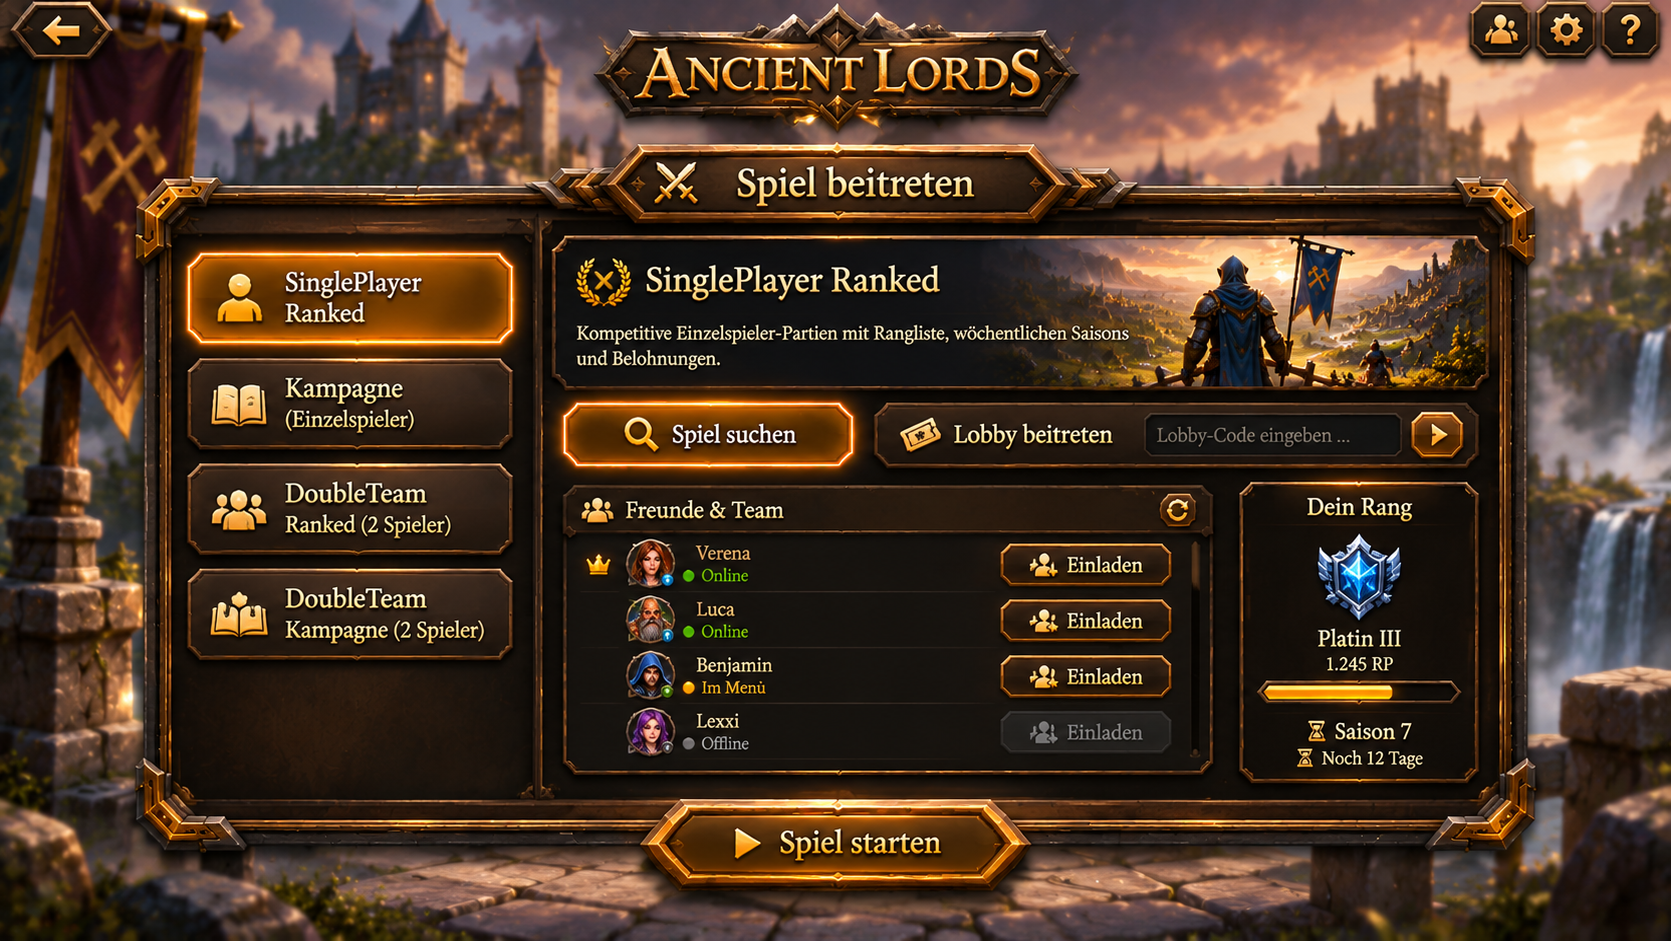 ANCIENT LORDS
Spiel beitreten
SinglePlayer
Ranked
Kampagne
(Einzelspieler)
DoubleTeam
Ranked (2 Spieler)
DoubleTeam
Kampagne (2 Spieler)
SinglePlayer Ranked
Kompetitive Einzelspieler-Partien mit Rangliste, wöchentlichen Saisons
und Belohnungen.
Spiel suchen
Lobby beitreten
Lobby-Code eingeben ...
Freunde & Team
Verena
Online
Einladen
Luca
Online
Einladen
Benjamin
Im Menü
Einladen
Lexxi
Offline
Einladen
Dein Rang
Platin III
1.245 RP
Saison 7
Noch 12 Tage
Spiel starten